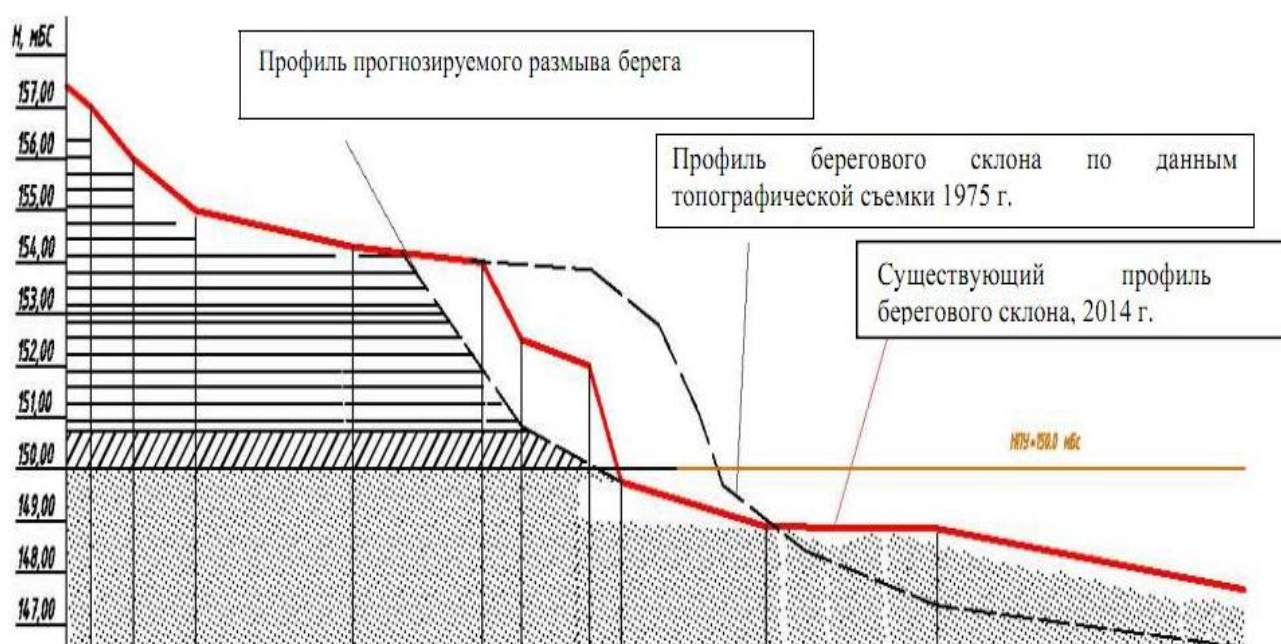 Н, мБС
Профиль прогнозируемого размыва берега
157,00
156,00
155,00
154,00
153,00
152,00
151,00
150,00
149,00
148,00
147,00
Профиль берегового склона по данным
топографической съемки 1975 г.
Существующий профиль
берегового склона, 2014 г.
НПУ=150.0 мБс